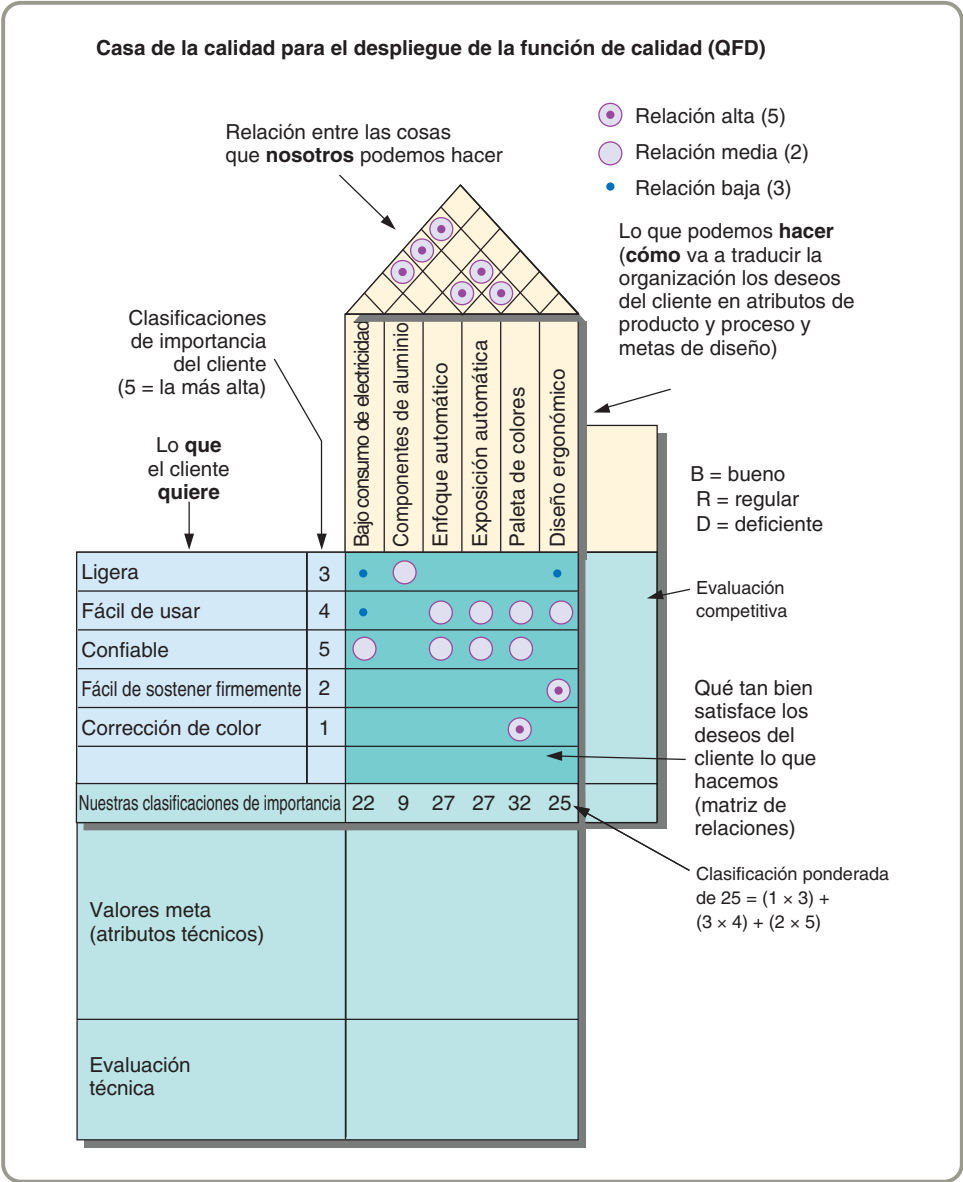 Casa de la calidad para el despliegue de la función de calidad (QFD)
Relación entre las cosas
que nosotros podemos hacer
Relación alta (5)
Relación media (2)
Relación baja (3)
Lo que podemos hacer
(cómo va a traducir la
organización los deseos
del cliente en atributos de
producto y proceso y
metas de diseño)
Clasificaciones
de importancia
del cliente
(5 = la más alta)
Lo que
el cliente
quiere
Bajo consumo de electricidad
Componentes de aluminio
Enfoque automático
Exposición automática
Paleta de colores
Diseño ergonómico
B = bueno
R = regular
D = deficiente
Ligera 3
Fácil de usar 4
Confiable 5
Fácil de sostener firmemente 2
Corrección de color 1
Nuestras clasificaciones de importancia 22 9 27 27 32 25
Evaluación
competitiva
Qué tan bien
satisface los
deseos del
cliente lo que
hacemos
(matriz de
relaciones)
Clasificación ponderada
de 25 = (1 × 3) +
(3 × 4) + (2 × 5)
Valores meta
(atributos técnicos)
Evaluación
técnica